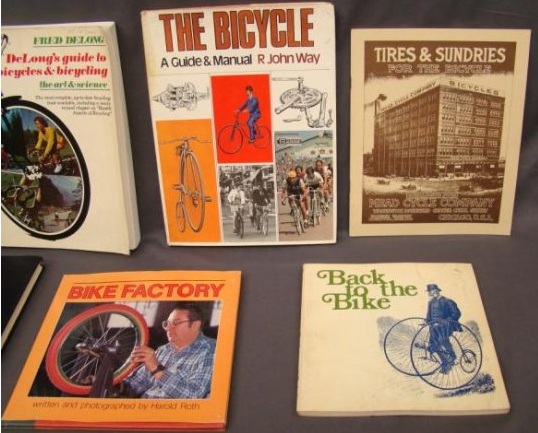 FRED DELONG
DeLong's guide to
bicycles & bicycling
the art & science
THE BICYCLE
A Guide & Manual R John Way
TIRES & SUNDRIES
FOR THE BICYCLE
MEAD CYCLE COMPANY
CHICAGO, U.S.A.
BIKE FACTORY
written and photographed by Harold Roth
Back
to the
Bike